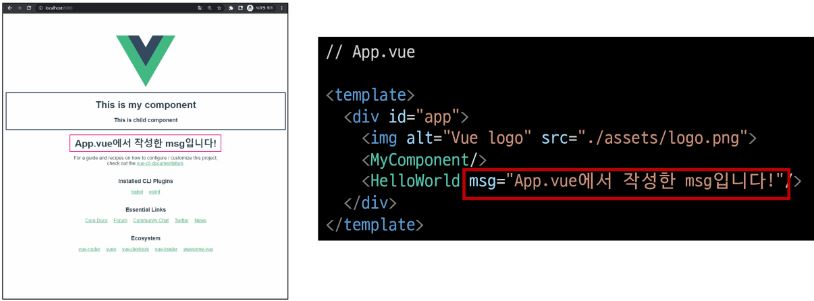 localhost:8080
This is my component
This is child component
App.vue에서 작성한 msg입니다!
For a guide and recipes on how to configure / customize this project,
check out the vue-cli documentation.
Installed CLI Plugins
babel eslint
Essential Links
Core Docs Forum Community Chat Twitter News
Ecosystem
vue-router vuex vue-devtools vue-loader awesome-vue
// App.vue
<template>
<div id="app">
<img alt="Vue logo" src="./assets/logo.png">
<MyComponent/>
<HelloWorld msg="App.vue에서 작성한 msg입니다!"/>
</div>
</template>